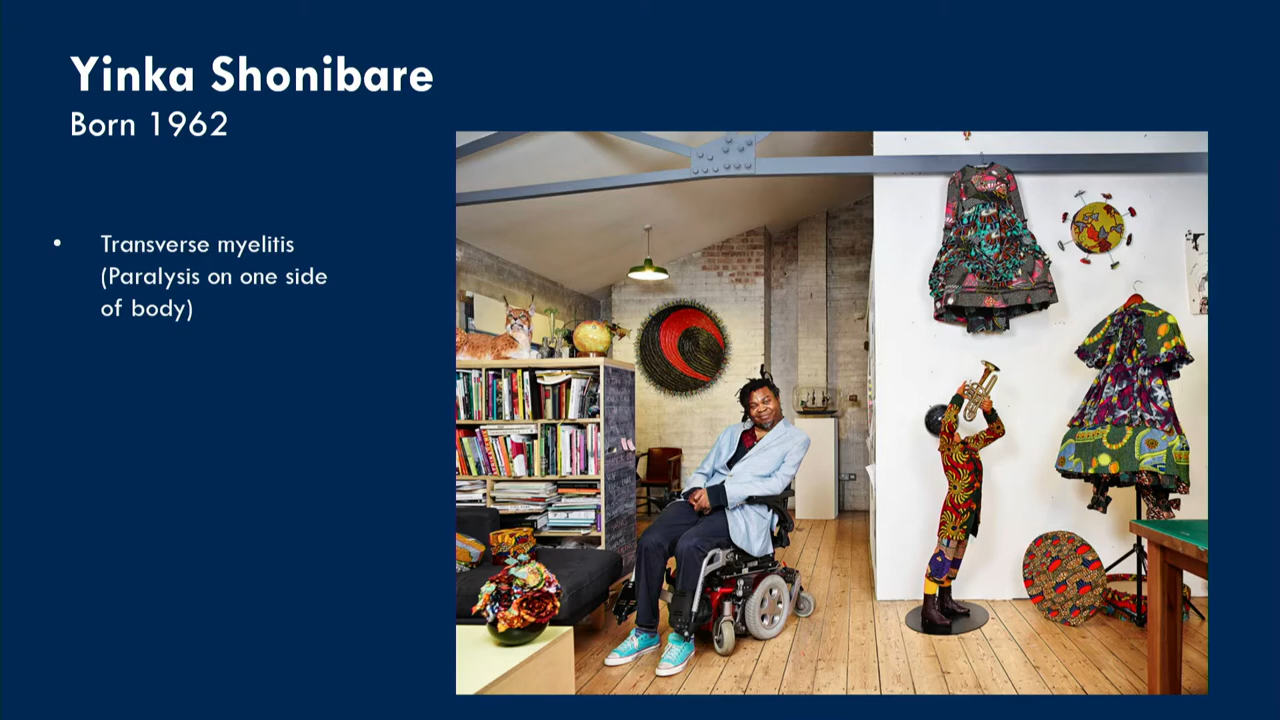 Yinka Shonibare
Born 1962
• Transverse myelitis
(Paralysis on one side
of body)